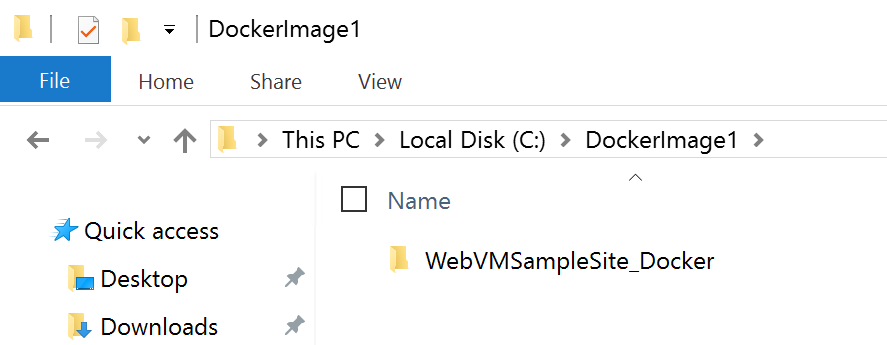 DockerImage1
File Home Share View
This PC Local Disk (C:) DockerImage1
Name
Quick access
WebVMSampleSite_Docker
Desktop
Downloads